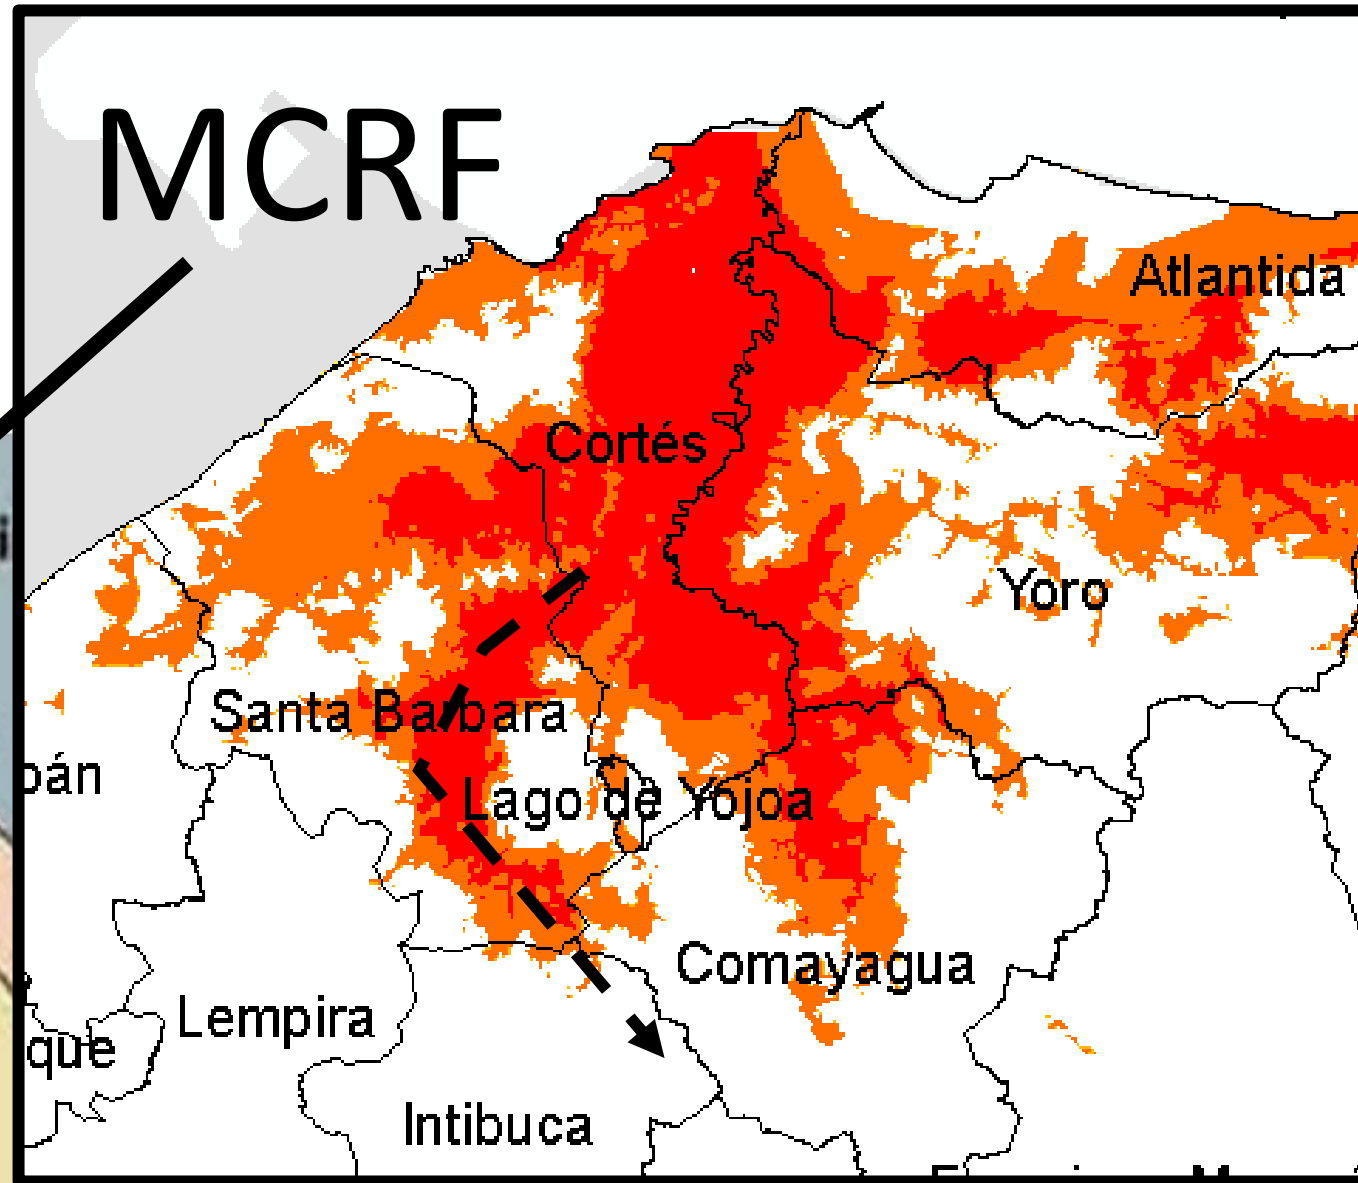 MCRF
Atlantida
Cortés
Yoro
Santa Barbara
pán
Lago de Yojoa
Comayagua
Lempira
que
Intibuca